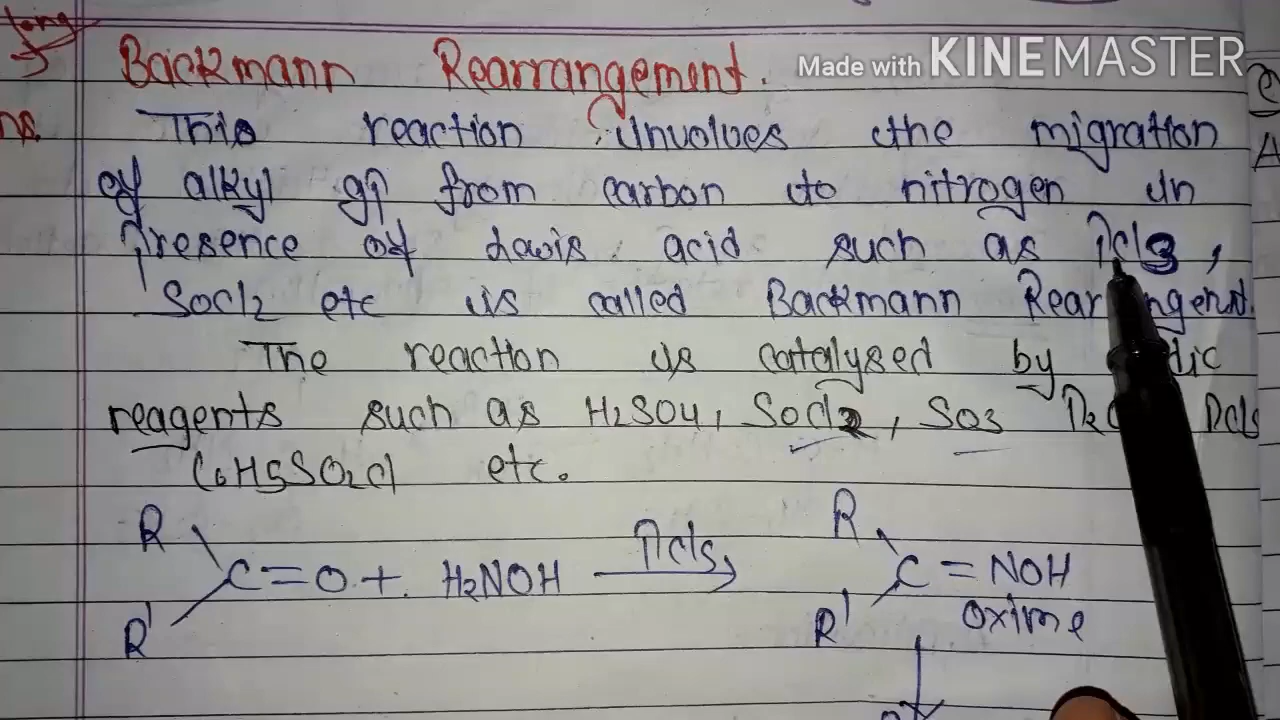 Backmann Rearrangement.
Made with KINEMASTER
ns. This reaction involves the migration
of alkyl gp from carbon to nitrogen in
Presence of Lewis acid such as PCl3,
SOCl2 etc is called Backmann
The reaction is catalysed by
reagents such as H2SO4, SOCl2, SO3 PCl5
C6H5SO2Cl etc.
R R
PCl5
C=O + H2NOH C = NOH
R' R' oxime